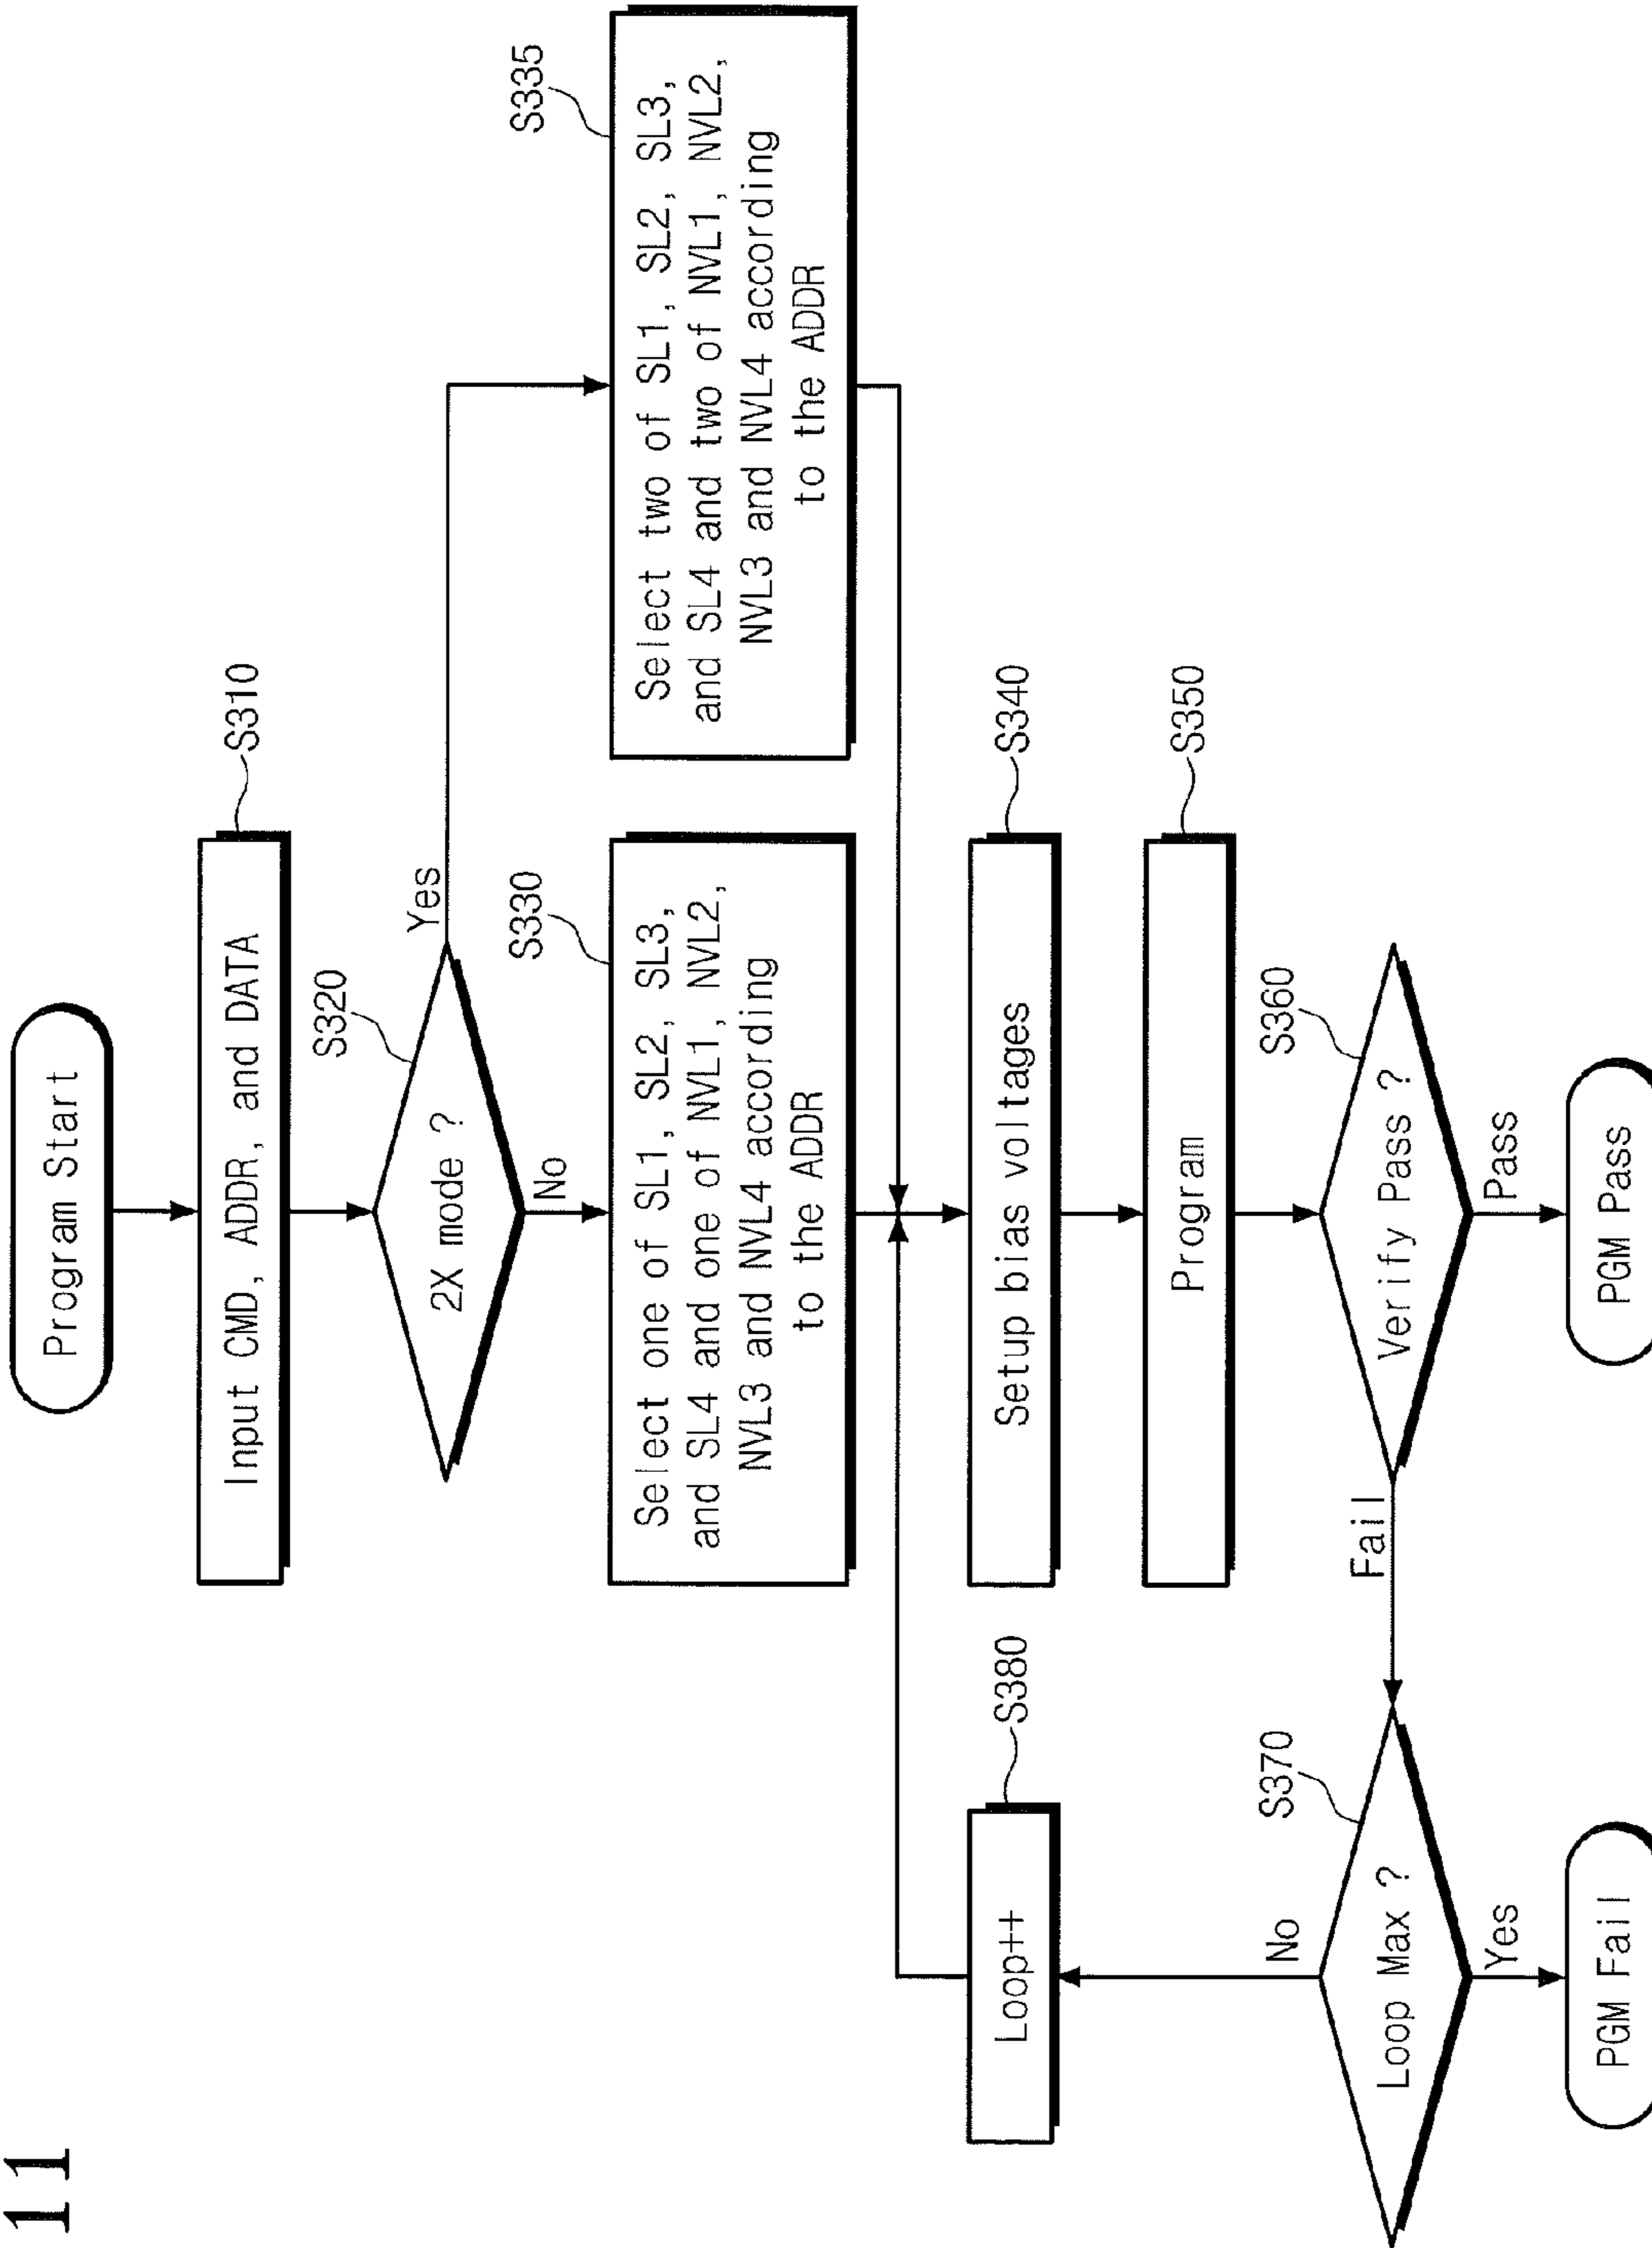 11
Program Start
Input CMD, ADDR, and DATA
S310
2X mode ?
S320
Yes
No
Select one of SL1, SL2, SL3,
and SL4 and one of NVL1, NVL2,
NVL3 and NVL4 according
to the ADDR
S330
Select two of SL1, SL2, SL3,
and SL4 and two of NVL1, NVL2,
NVL3 and NVL4 according
to the ADDR
S335
Setup bias voltages
S340
Loop++
S380
Program
S350
Verify Pass ?
S360
Fail
Pass
Loop Max ?
S370
No
Yes
PGM Fail
PGM Pass